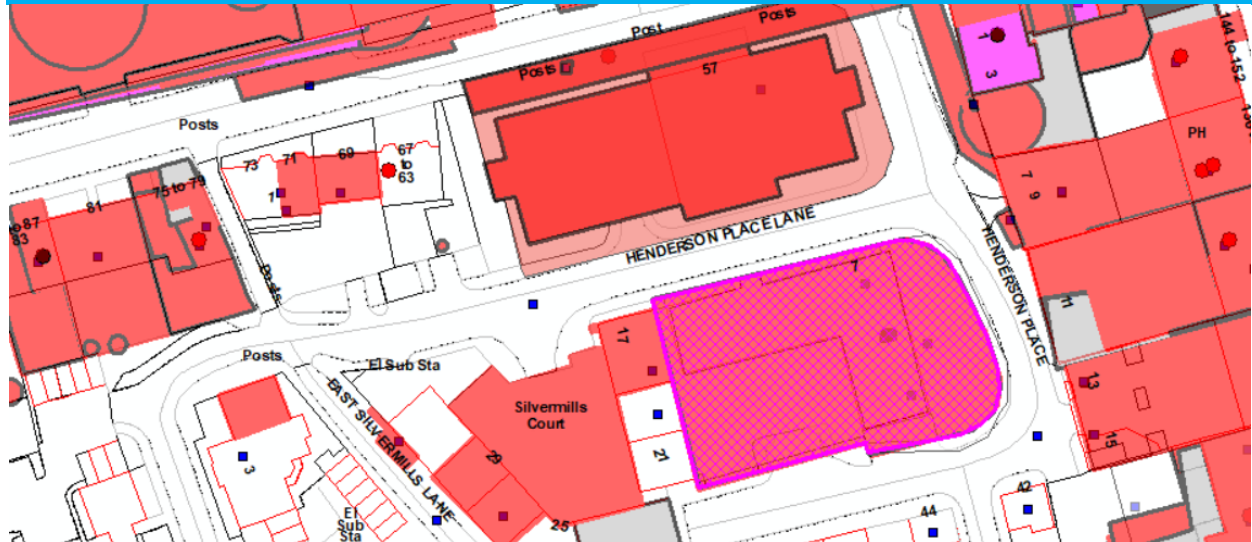 Posts
Post
Posts
57
1
3
144 to 152
PH
Posts
73
71
69
67
to
63
1
75 to 79
81
to 87
83
7
9
HENDERSON PLACE LANE
HENDERSON PLACE
7
11
Posts
Posts
El Sub Sta
17
EAST SILVERMILLS LANE
Silvermills
Court
13
15
21
29
3
El
Sub
Sta
25
42
44